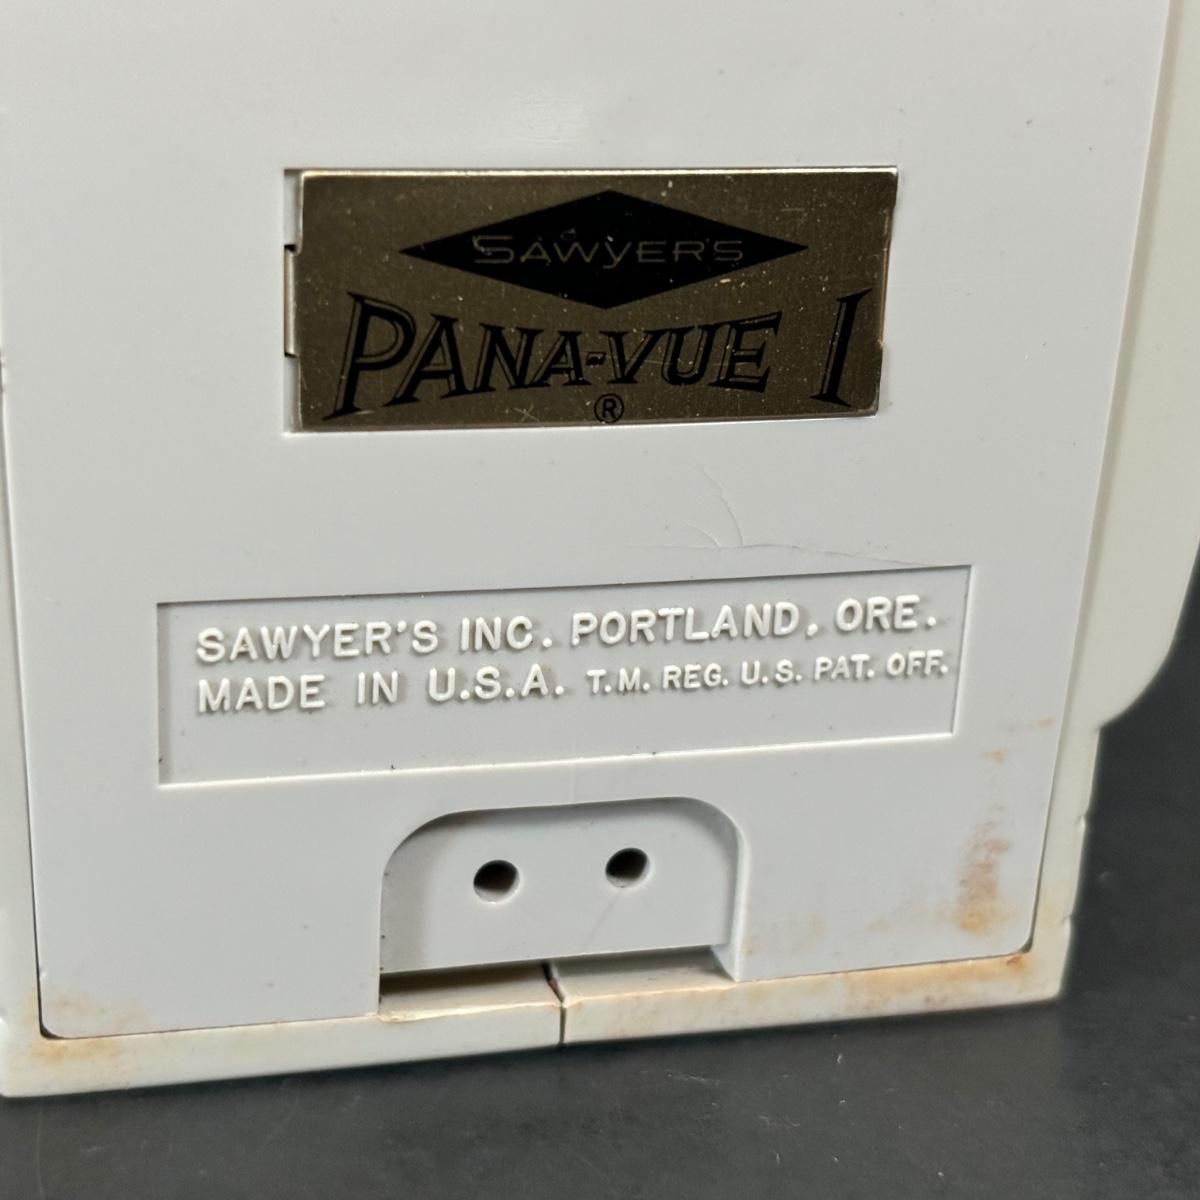 SAWYER'S
PANA-VUE I
®
SAWYER'S INC. PORTLAND, ORE.
MADE IN U.S.A. T.M. REG. U.S. PAT. OFF.